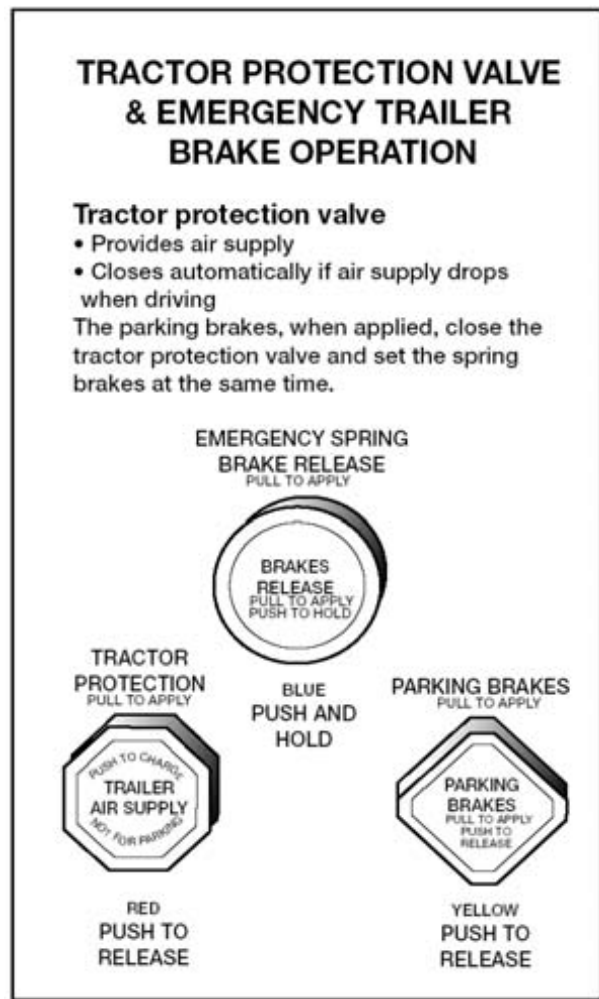 TRACTOR PROTECTION VALVE
& EMERGENCY TRAILER
BRAKE OPERATION
Tractor protection valve
• Provides air supply
• Closes automatically if air supply drops
when driving
The parking brakes, when applied, close the
tractor protection valve and set the spring
brakes at the same time.
EMERGENCY SPRING
BRAKE RELEASE
PULL TO APPLY
BRAKES
RELEASE
PULL TO APPLY
PUSH TO HOLD
BLUE
PUSH AND
HOLD
TRACTOR
PROTECTION
PULL TO APPLY
PUSH TO CHARGE
TRAILER
AIR SUPPLY
NOT FOR PARKING
RED
PUSH TO
RELEASE
PARKING BRAKES
PULL TO APPLY
PARKING
BRAKES
PULL TO APPLY
PUSH TO
RELEASE
YELLOW
PUSH TO
RELEASE